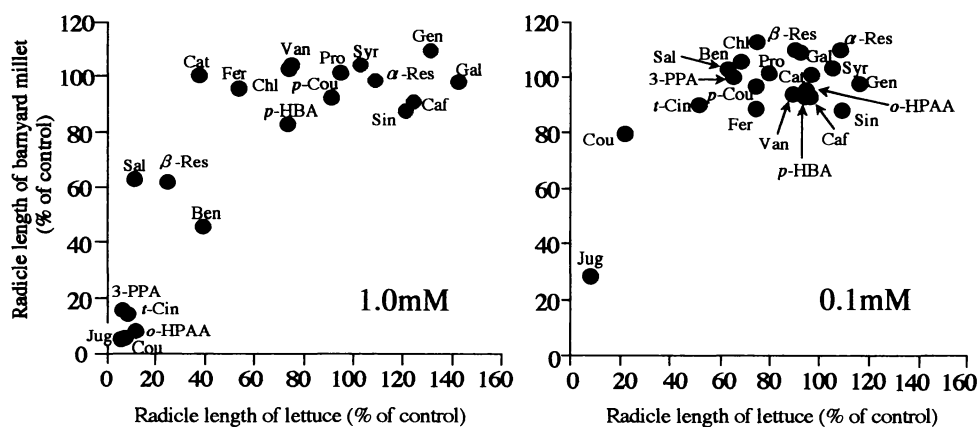 Radicle length of barnyard millet
(% of control)
120
100
80
60
40
20
0
0 20 40 60 80 100 120 140 160
Radicle length of lettuce (% of control)
Cat
Fer
Chl
Van
p-Cou
p-HBA
Pro
Syr
α-Res
Gen
Gal
Caf
Sin
Sal
β-Res
Ben
3-PPA
t-Cin
o-HPAA
Jug
Cou
1.0mM
120
100
80
60
40
20
0
0 20 40 60 80 100 120 140 160
Radicle length of lettuce (% of control)
Sal
Ben
Chl
β-Res
α-Res
3-PPA
Pro
Gal
Syr
Gen
t-Cin
p-Cou
Cat
o-HPAA
Fer
Van
p-HBA
Caf
Sin
Cou
Jug
0.1mM